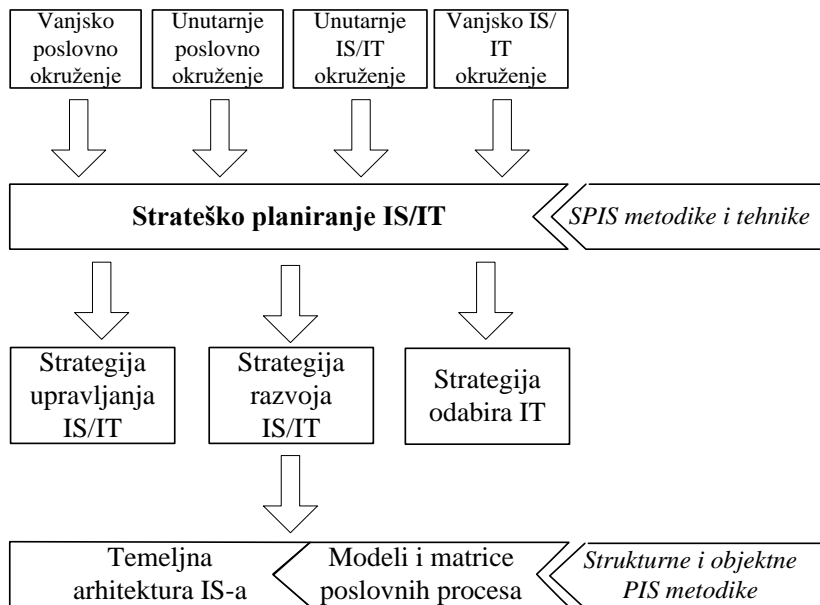 Vanjsko
poslovno
okruženje
Unutarnje
poslovno
okruženje
Unutarnje
IS/IT
okruženje
Vanjsko IS/
IT
okruženje
Strateško planiranje IS/IT
SPIS metodike i tehnike
Strategija
upravljanja
IS/IT
Strategija
razvoja
IS/IT
Strategija
odabira IT
Temeljna
arhitektura IS-a
Modeli i matrice
poslovnih procesa
Strukturne i objektne
PIS metodike